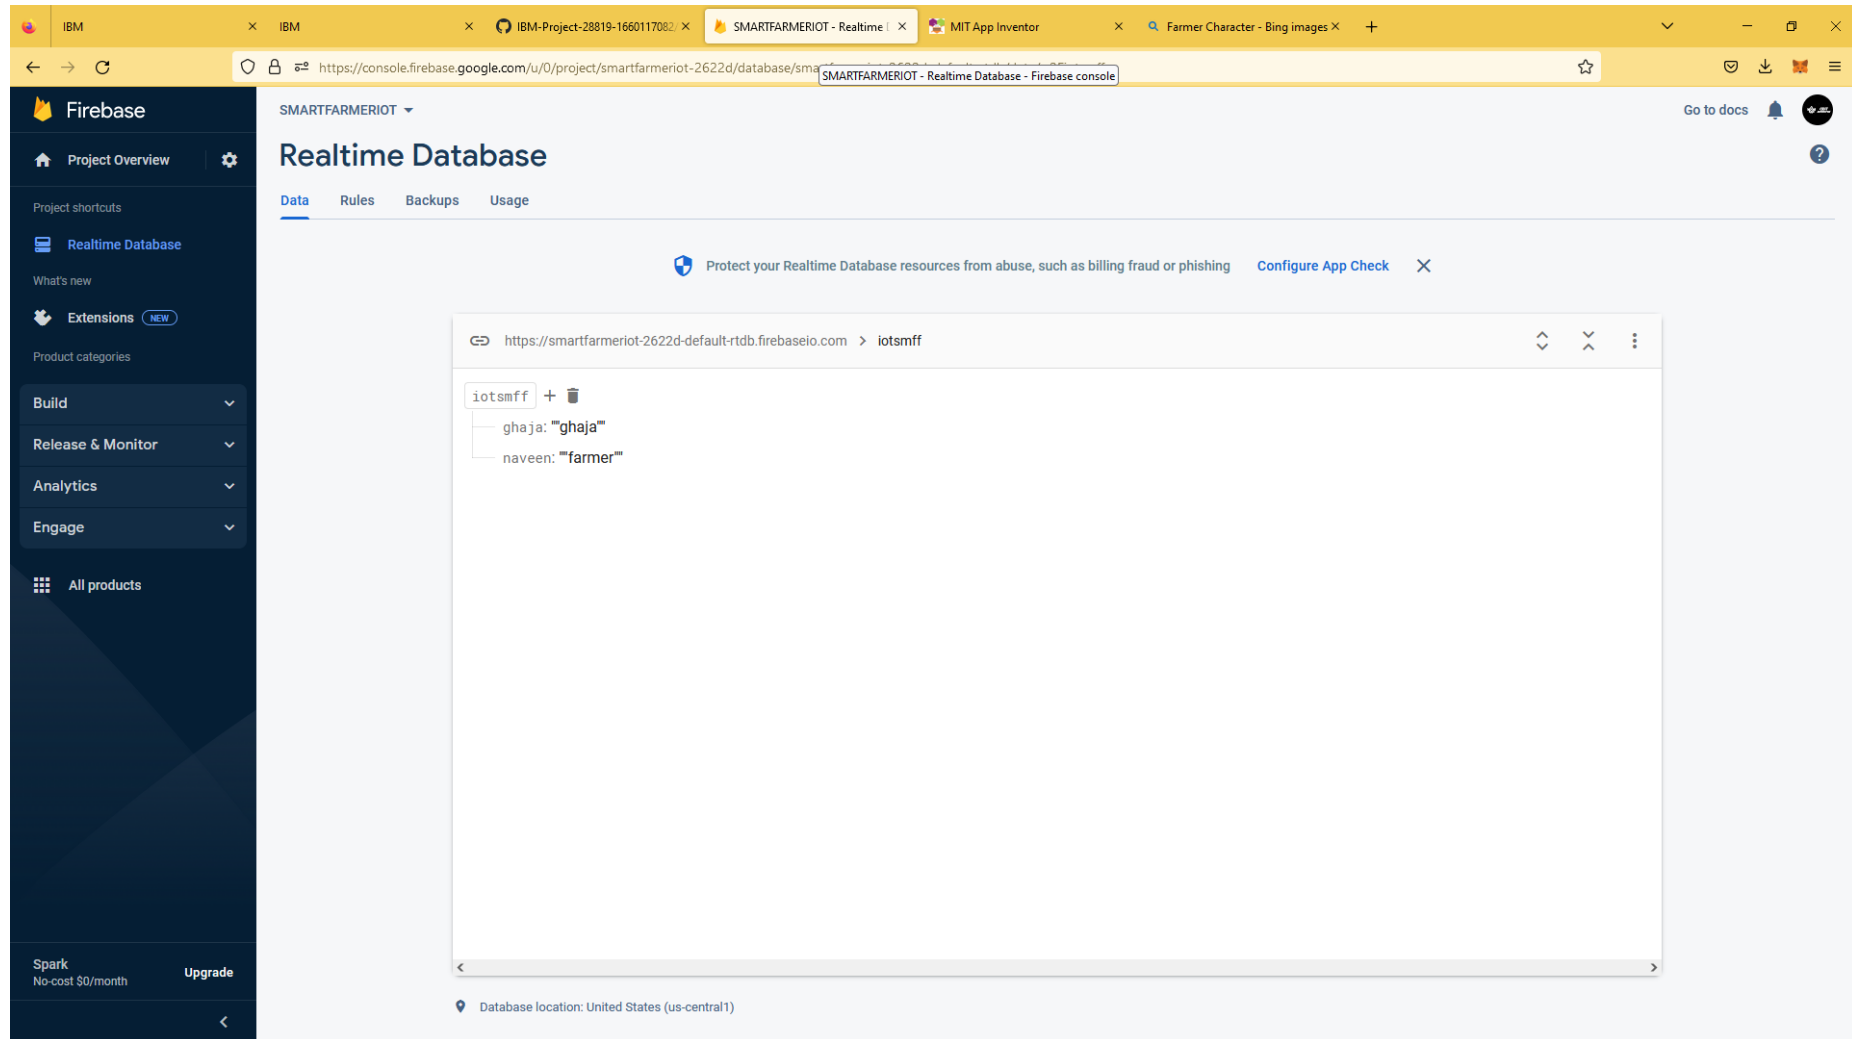 IBM
IBM
IBM-Project-28819-1660117082/
SMARTFARMERIOT - Realtime
MIT App Inventor
Farmer Character - Bing images
https://console.firebase.google.com/u/0/project/smartfarmeriot-2622d/database/sma
SMARTFARMERIOT - Realtime Database - Firebase console
Firebase
SMARTFARMERIOT
Go to docs
Project Overview
Realtime Database
Project shortcuts
Data
Rules
Backups
Usage
Realtime Database
What's new
Protect your Realtime Database resources from abuse, such as billing fraud or phishing
Configure App Check
Extensions
NEW
https://smartfarmeriot-2622d-default-rtdb.firebaseio.com > iotsmff
Product categories
iotsmff
Build
ghaja: ""ghaja""
Release & Monitor
naveen: ""farmer""
Analytics
Engage
All products
Spark
No-cost $0/month
Upgrade
Database location: United States (us-central1)